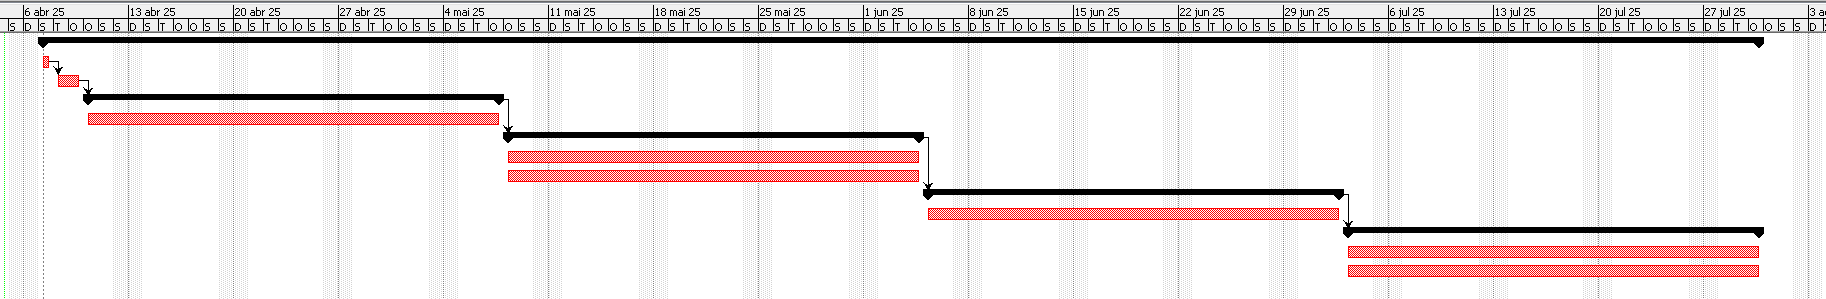 6 abr 25 13 abr 25 20 abr 25 27 abr 25 4 mai 25 11 mai 25 18 mai 25 25 mai 25 1 jun 25 8 jun 25 15 jun 25 22 jun 25 29 jun 25 6 jul 25 13 jul 25 20 jul 25 27 jul 25 3
S D S T Q Q S S D S T Q Q S S D S T Q Q S S D S T Q Q S S D S T Q Q S S D S T Q Q S S D S T Q Q S S D S T Q Q S S D S T Q Q S S D S T Q Q S S D S T Q Q S S D S T Q Q S S D S T Q Q S S D S T Q Q S S D S T Q Q S S D S T Q Q S S D S T Q Q S S D